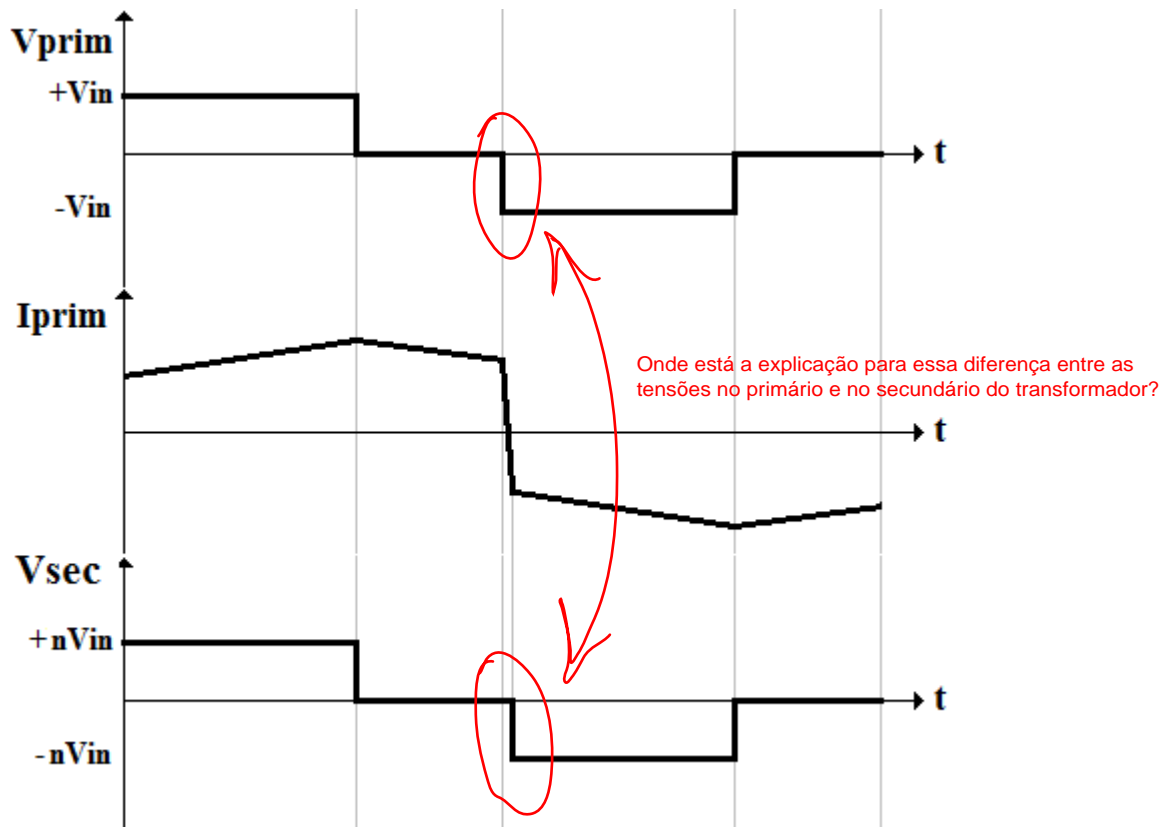 Vprim
+Vin
t
-Vin
Iprim
Onde está a explicação para essa diferença entre as
tensões no primário e no secundário do transformador?
t
Vsec
+nVin
t
-nVin